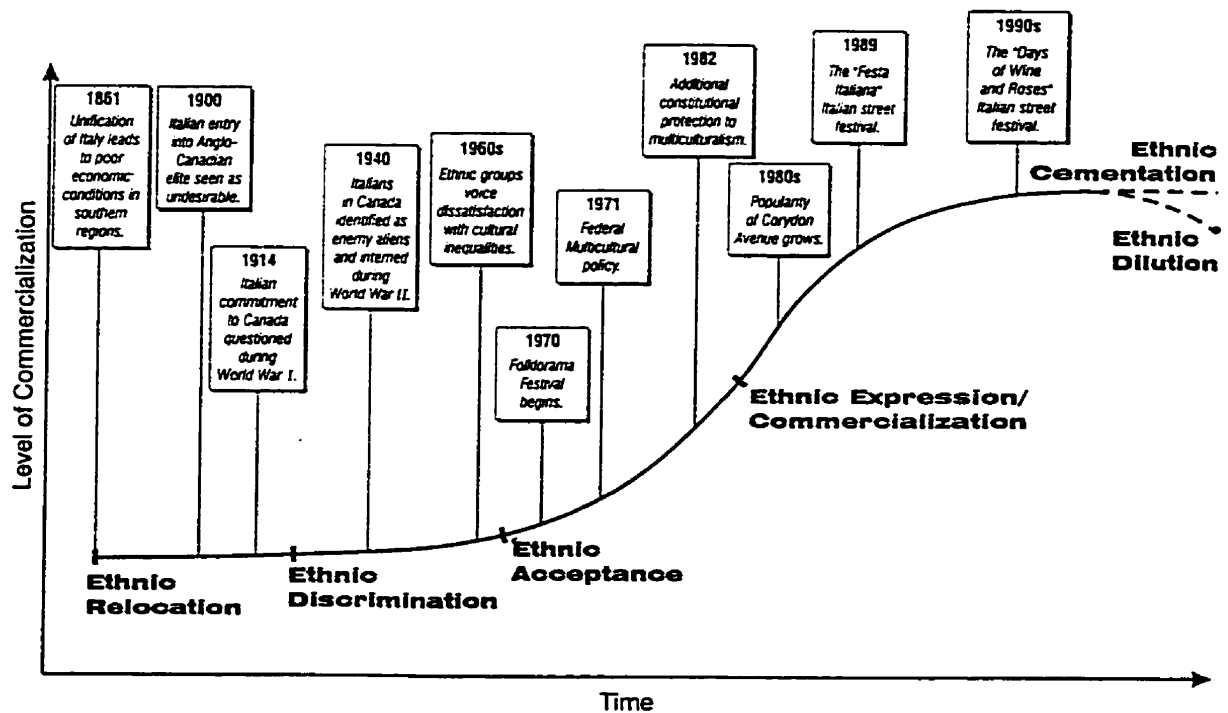 Level of Commercialization
1861
Unification
of Italy leads
to poor
economic
conditions in
southern
regions.
1900
Italian entry
into Anglo-
Canadian
elite seen as
undesirable.
1914
Italian
commitment
to Canada
questioned
during
World War I.
1940
Italians
in Canada
identified as
enemy aliens
and interned
during
World War II.
1960s
Ethnic groups
voice
dissatisfaction
with cultural
inequalities.
1970
Folklorama
Festival
begins.
1971
Federal
Multicultural
policy.
1982
Additional
constitutional
protection to
multiculturalism.
1980s
Popularity
of Corydon
Avenue grows.
1989
The "Festa
Italiana"
Italian street
festival.
1990s
The "Days
of Wine
and Roses"
Italian street
festival.
Ethnic
Cementation
Ethnic
Dilution
Ethnic Expression/
Commercialization
Ethnic
Acceptance
Ethnic
Discrimination
Ethnic
Relocation
Time